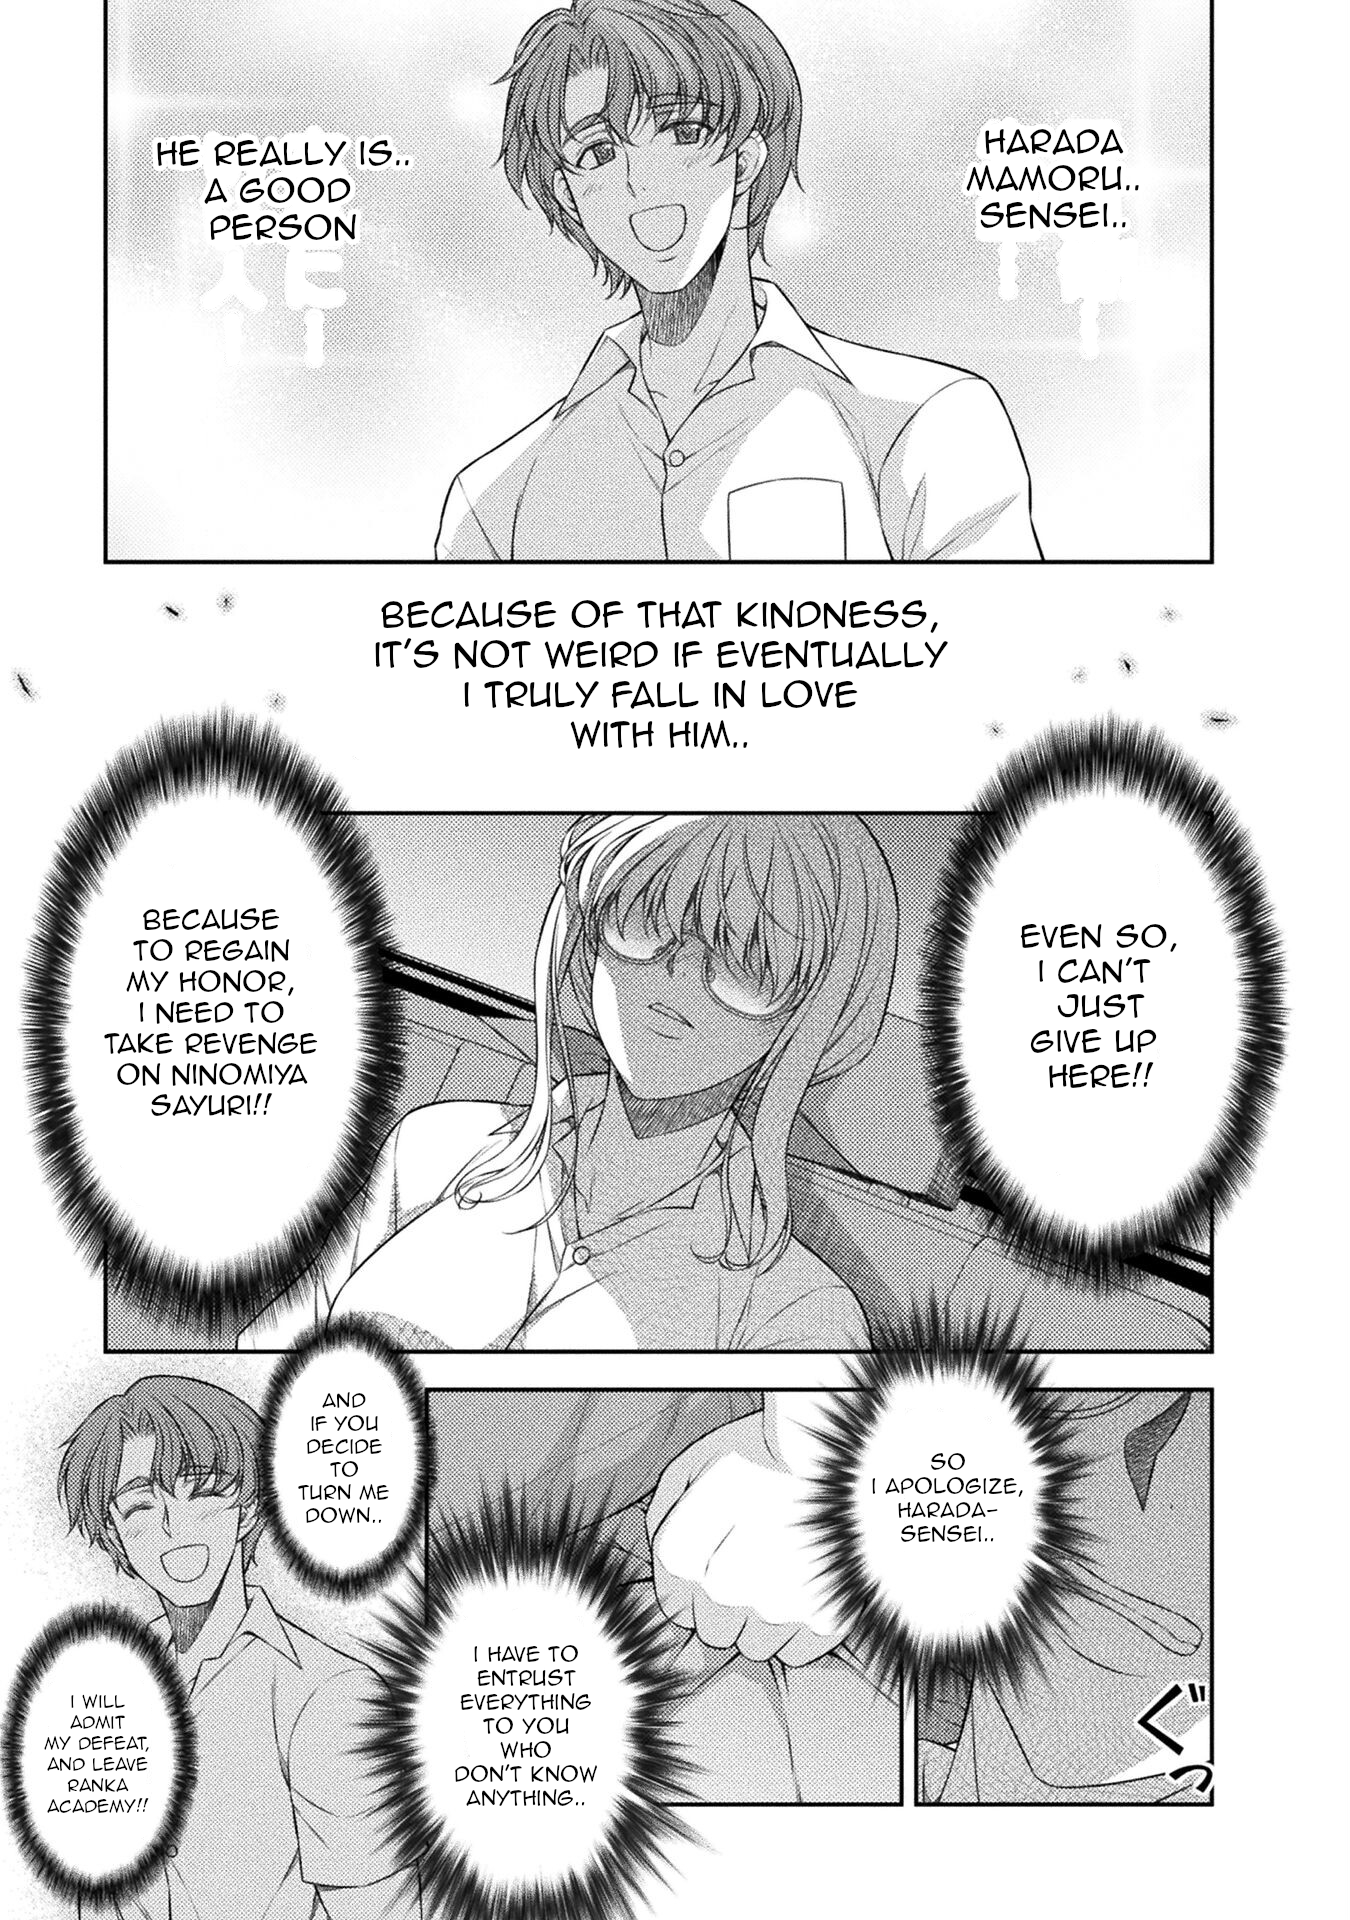 HARADA
MAMORU..
SENSEI..
HE REALLY IS..
A GOOD
PERSON
BECAUSE OF THAT KINDNESS,
IT'S NOT WEIRD IF EVENTUALLY
I TRULY FALL IN LOVE
WITH HIM..
EVEN SO,
I CAN'T
JUST
GIVE UP
HERE!!
BECAUSE
TO REGAIN
MY HONOR,
I NEED TO
TAKE REVENGE
ON NINOMIYA
SAYURI!!
SO
I APOLOGIZE,
HARADA-
SENSEI..
ぐっ
I HAVE TO
ENTRUST
EVERYTHING
TO YOU
WHO
DON'T KNOW
ANYTHING..
AND
IF YOU
DECIDE
TO
TURN ME
DOWN..
I WILL
ADMIT
MY DEFEAT,
AND LEAVE
RANKA
ACADEMY!!